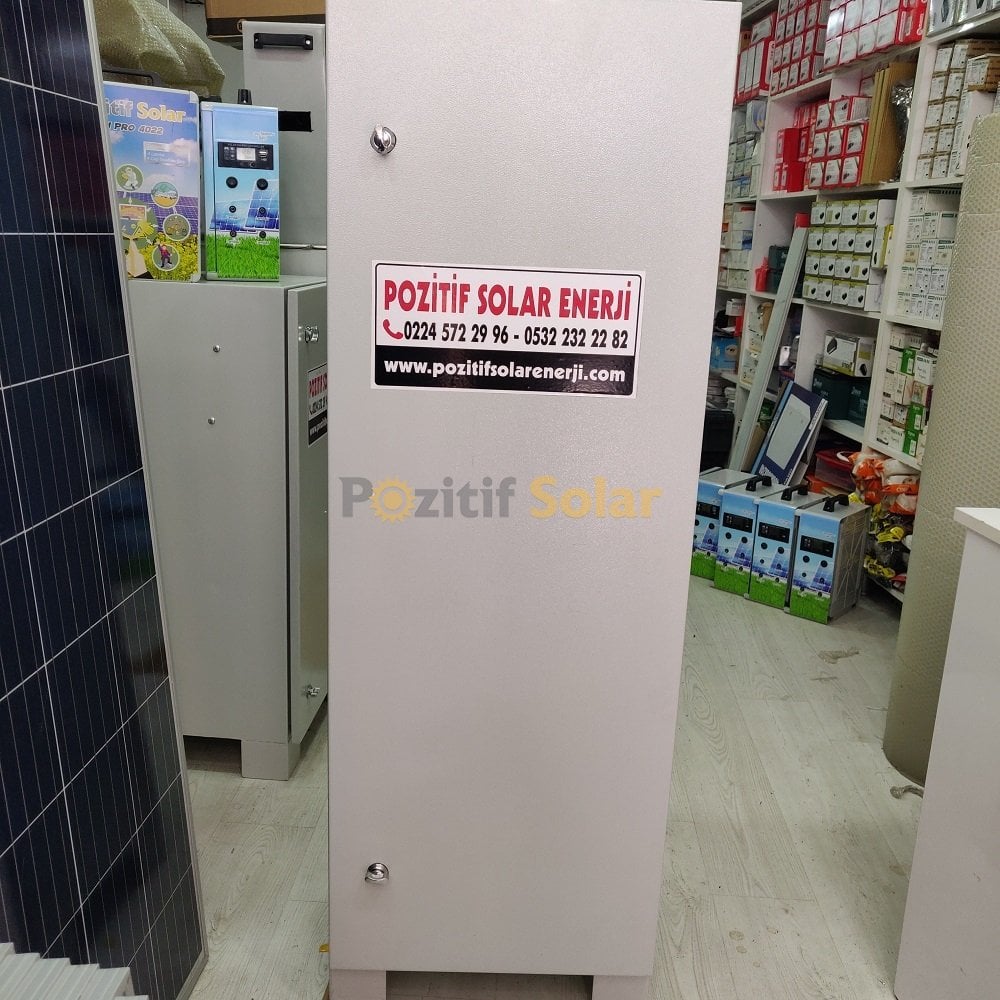 itif Solar
PRO 4022
POZİTİF SOLAR ENERJİ
0224 572 29 96 - 0532 232 22 82
www.pozitifsolarenerji.com
Pozitif Solar